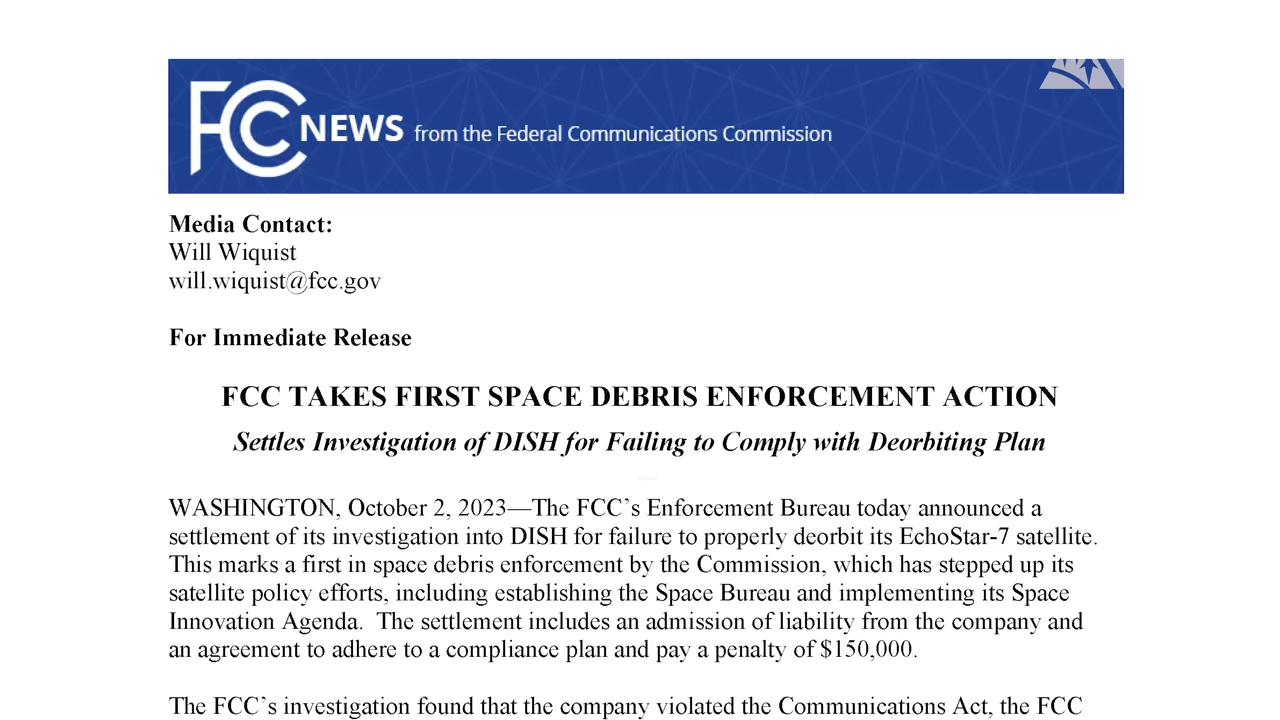 FCC NEWS from the Federal Communications Commission
Media Contact:
Will Wiquist
will.wiquist@fcc.gov
For Immediate Release
FCC TAKES FIRST SPACE DEBRIS ENFORCEMENT ACTION
Settles Investigation of DISH for Failing to Comply with Deorbiting Plan
WASHINGTON, October 2, 2023—The FCC’s Enforcement Bureau today announced a
settlement of its investigation into DISH for failure to properly deorbit its EchoStar-7 satellite.
This marks a first in space debris enforcement by the Commission, which has stepped up its
satellite policy efforts, including establishing the Space Bureau and implementing its Space
Innovation Agenda.  The settlement includes an admission of liability from the company and
an agreement to adhere to a compliance plan and pay a penalty of $150,000.
The FCC’s investigation found that the company violated the Communications Act, the FCC